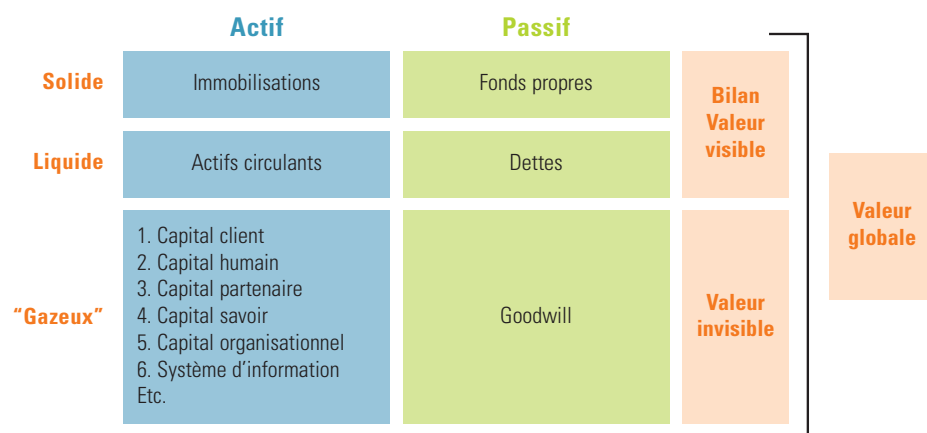 Actif
Passif
Solide
Immobilisations
Fonds propres
Bilan
Valeur
visible
Liquide
Actifs circulants
Dettes
Valeur
globale
“Gazeux”
1. Capital client
2. Capital humain
3. Capital partenaire
4. Capital savoir
5. Capital organisationnel
6. Système d’information
Etc.
Goodwill
Valeur
invisible